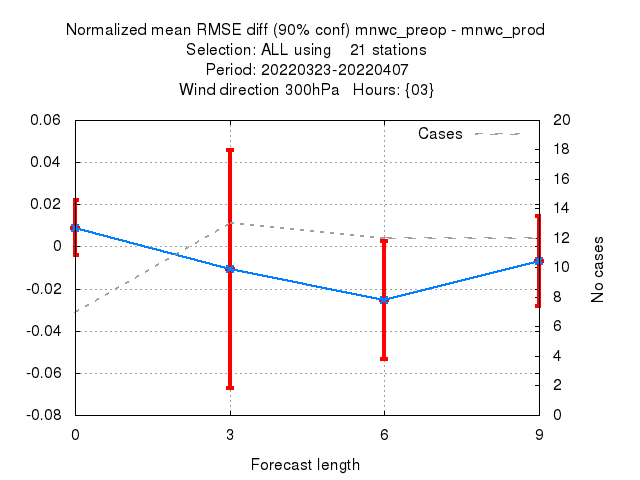 Normalized mean RMSE diff (90% conf) mnwc_preop - mnwc_prod
Selection: ALL using    21 stations
Period: 20220323-20220407
Wind direction 300hPa   Hours: {03}
Cases
0.06
0.04
0.02
0
-0.02
-0.04
-0.06
-0.08
20
18
16
14
12
10
8
6
4
2
0
No cases
0 3 6 9
Forecast length